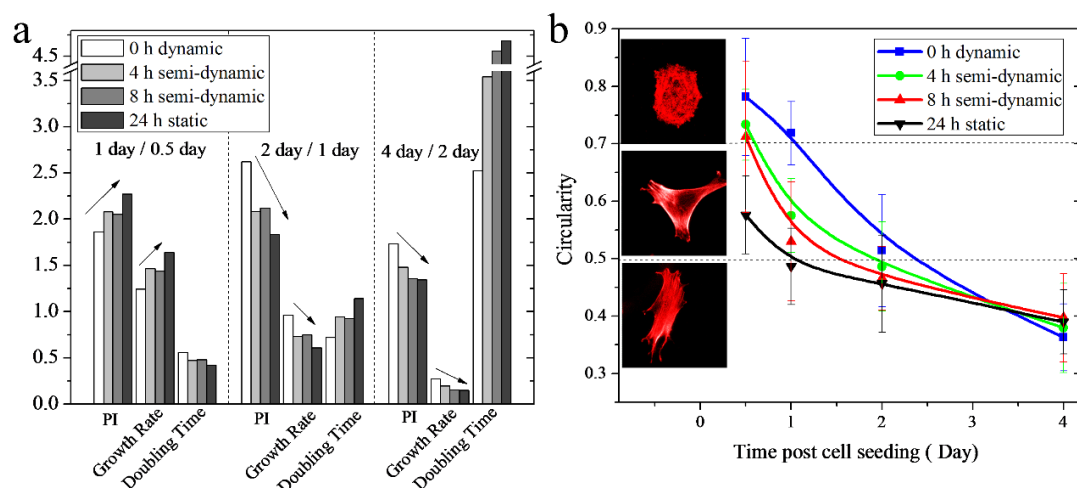 a
4.5
3.5
3.0
2.5
2.0
1.5
1.0
0.5
0.0
0 h dynamic
4 h semi-dynamic
8 h semi-dynamic
24 h static
1 day / 0.5 day
2 day / 1 day
4 day / 2 day
PI
Growth Rate
Doubling Time
PI
Growth Rate
Doubling Time
PI
Growth Rate
Doubling Time
b
0.9
0.8
0.7
0.6
0.5
0.4
0.3
Circularity
0 h dynamic
4 h semi-dynamic
8 h semi-dynamic
24 h static
0 1 2 3 4
Time post cell seeding ( Day)